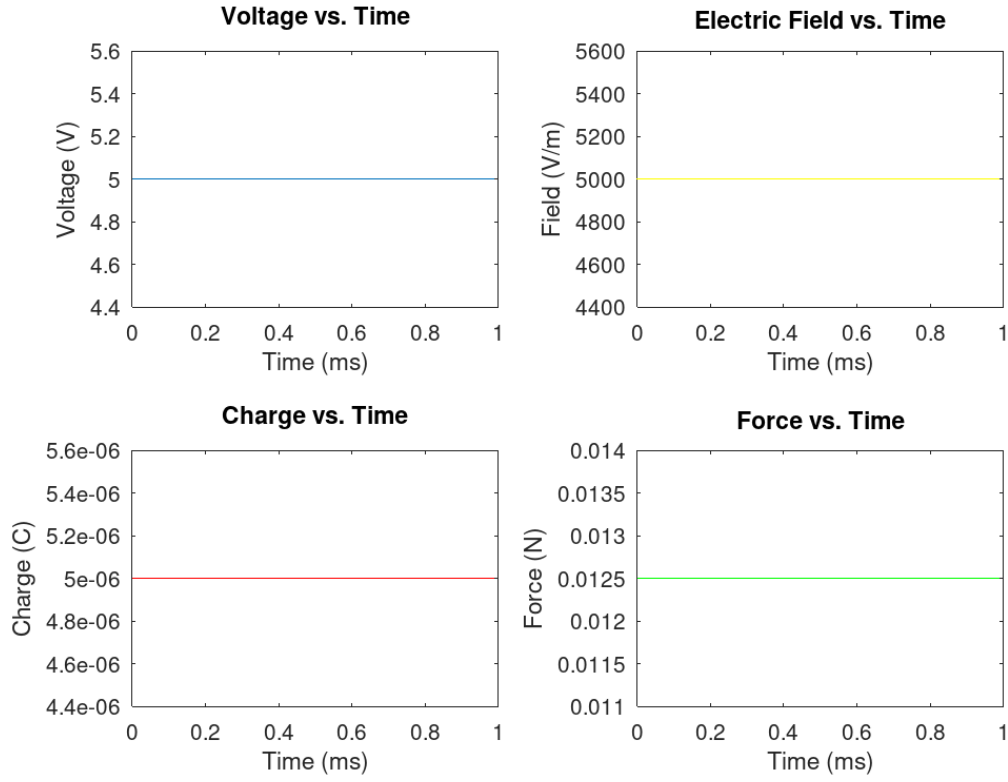 Voltage vs. Time
5.6
5.4
5.2
5
4.8
4.6
4.4
Voltage (V)
0 0.2 0.4 0.6 0.8 1
Time (ms)
Electric Field vs. Time
5600
5400
5200
5000
4800
4600
4400
Field (V/m)
0 0.2 0.4 0.6 0.8 1
Time (ms)
Charge vs. Time
5.6e-06
5.4e-06
5.2e-06
5e-06
4.8e-06
4.6e-06
4.4e-06
Charge (C)
0 0.2 0.4 0.6 0.8 1
Time (ms)
Force vs. Time
0.014
0.0135
0.013
0.0125
0.012
0.0115
0.011
Force (N)
0 0.2 0.4 0.6 0.8 1
Time (ms)